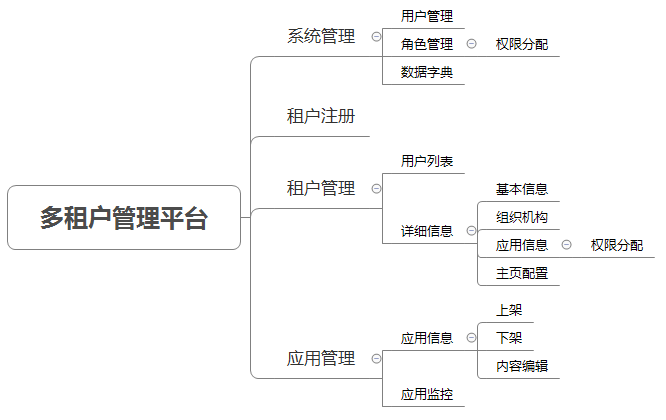 多租户管理平台
系统管理
用户管理
角色管理
权限分配
数据字典
租户注册
租户管理
用户列表
详细信息
基本信息
组织机构
应用信息
权限分配
主页配置
应用管理
应用信息
上架
下架
内容编辑
应用监控